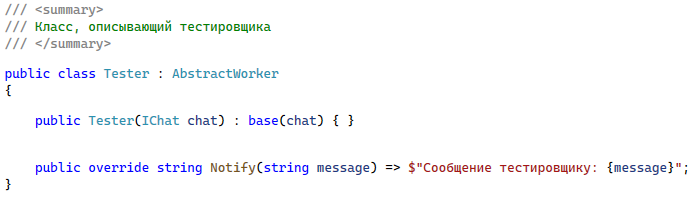 /// <summary>
/// Класс, описывающий тестировщика
/// </summary>
public class Tester : AbstractWorker
{
public Tester(IChat chat) : base(chat) { }
public override string Notify(string message) => $"Сообщение тестировщику: {message}";
}